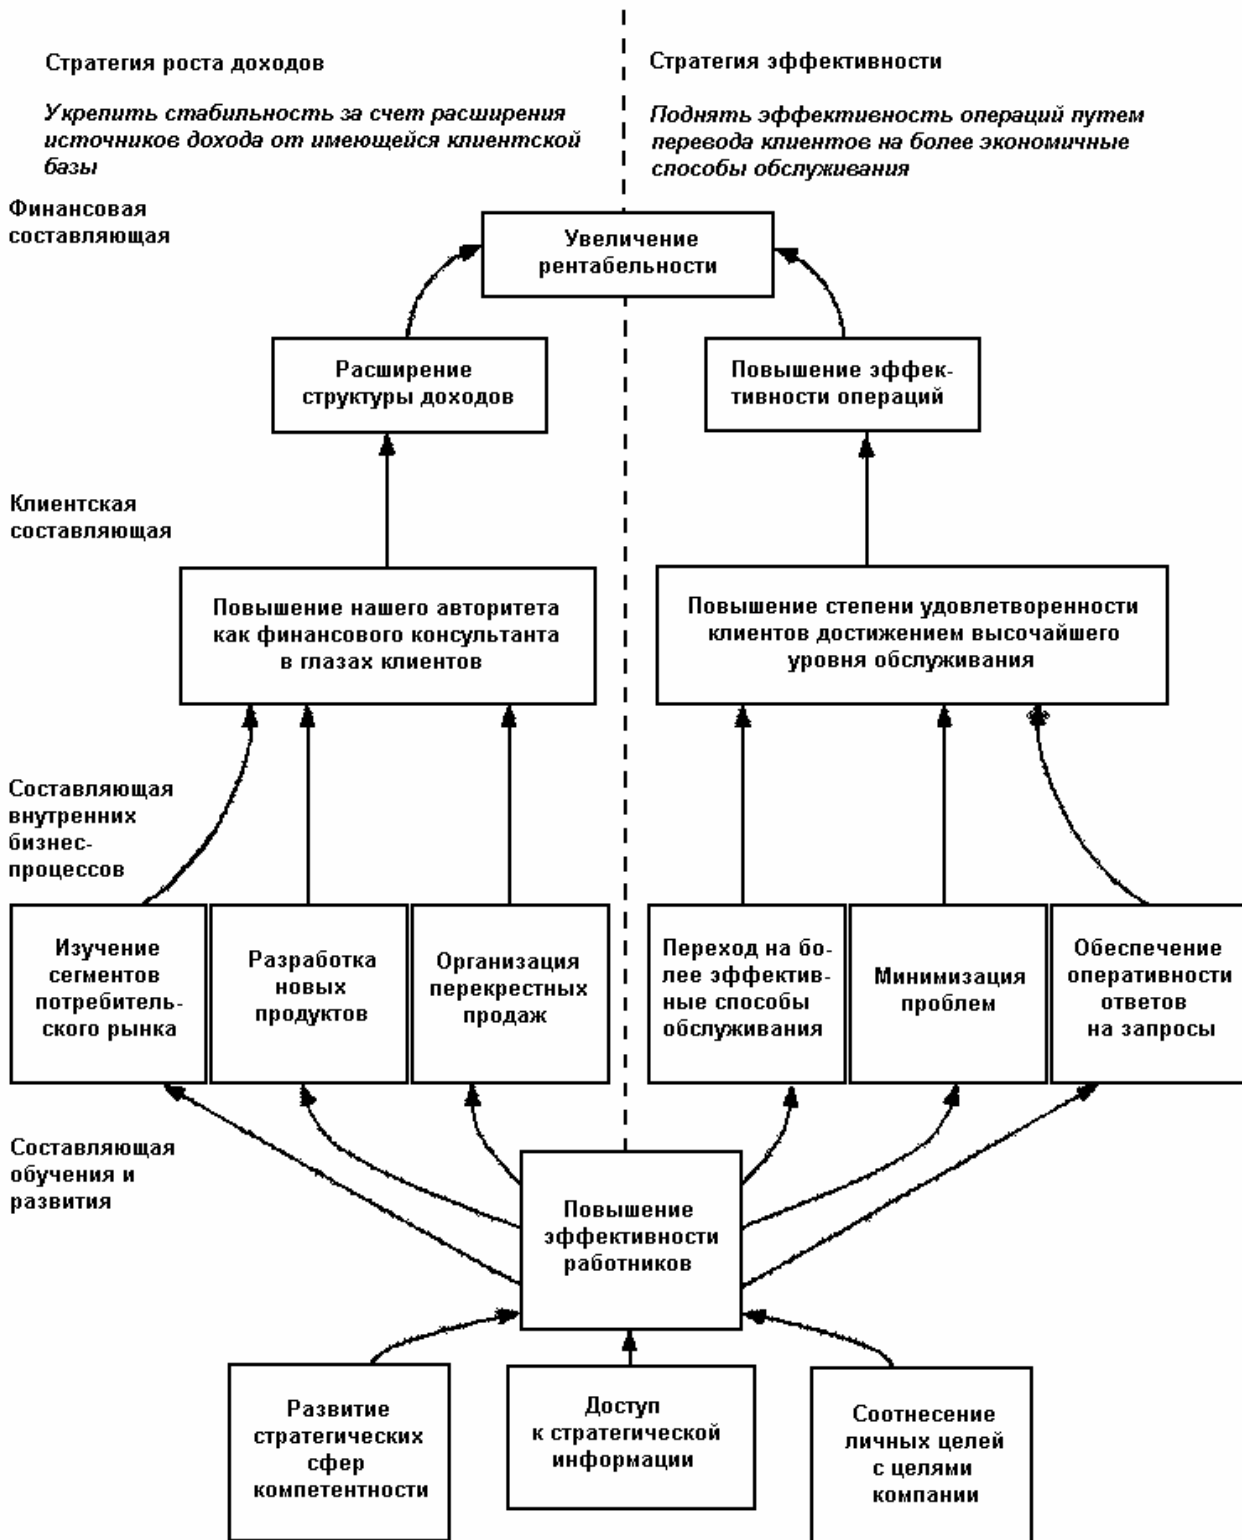 Стратегия роста доходов
Укрепить стабильность за счет расширения
источников дохода от имеющейся клиентской
базы
Стратегия эффективности
Поднять эффективность операций путем
перевода клиентов на более экономичные
способы обслуживания
Финансовая
составляющая
Увеличение
рентабельности
Расширение
структуры доходов
Повышение эффек-
тивности операций
Клиентская
составляющая
Повышение нашего авторитета
как финансового консультанта
в глазах клиентов
Повышение степени удовлетворенности
клиентов достижением высочайшего
уровня обслуживания
Составляющая
внутренних
бизнес-
процессов
Изучение
сегментов
потребитель-
ского рынка
Разработка
новых
продуктов
Организация
перекрестных
продаж
Переход на бо-
лее эффектив-
ные способы
обслуживания
Минимизация
проблем
Обеспечение
оперативности
ответов
на запросы
Составляющая
обучения и
развития
Повышение
эффективности
работников
Развитие
стратегических
сфер
компетентности
Доступ
к стратегической
информации
Соотнесение
личных целей
с целями
компании